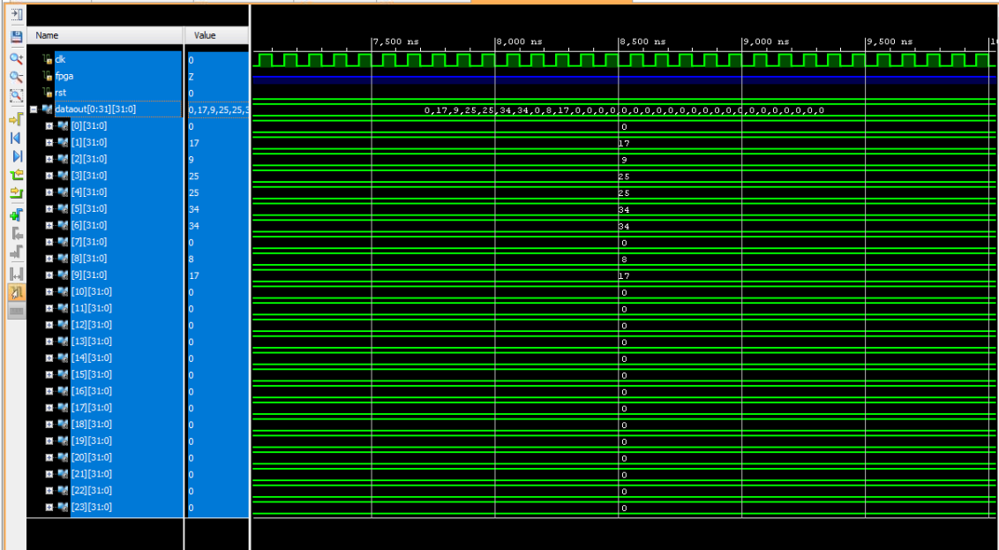 Name Value
7,500 ns 8,000 ns 8,500 ns 9,000 ns 9,500 ns
clk 0
fpga Z
rst 0
dataout[0:31][31:0] 0,17,9,25,25,3 0,17,9,25,25,34,34,0,8,17,0,0,0,0,0,0,0,0,0,0,0,0,0,0,0,0,0,0,0,0,0,0
[0][31:0] 0 0
[1][31:0] 17 17
[2][31:0] 9 9
[3][31:0] 25 25
[4][31:0] 25 25
[5][31:0] 34 34
[6][31:0] 34 34
[7][31:0] 0 0
[8][31:0] 8 8
[9][31:0] 17 17
[10][31:0] 0 0
[11][31:0] 0 0
[12][31:0] 0 0
[13][31:0] 0 0
[14][31:0] 0 0
[15][31:0] 0 0
[16][31:0] 0 0
[17][31:0] 0 0
[18][31:0] 0 0
[19][31:0] 0 0
[20][31:0] 0 0
[21][31:0] 0 0
[22][31:0] 0 0
[23][31:0] 0 0